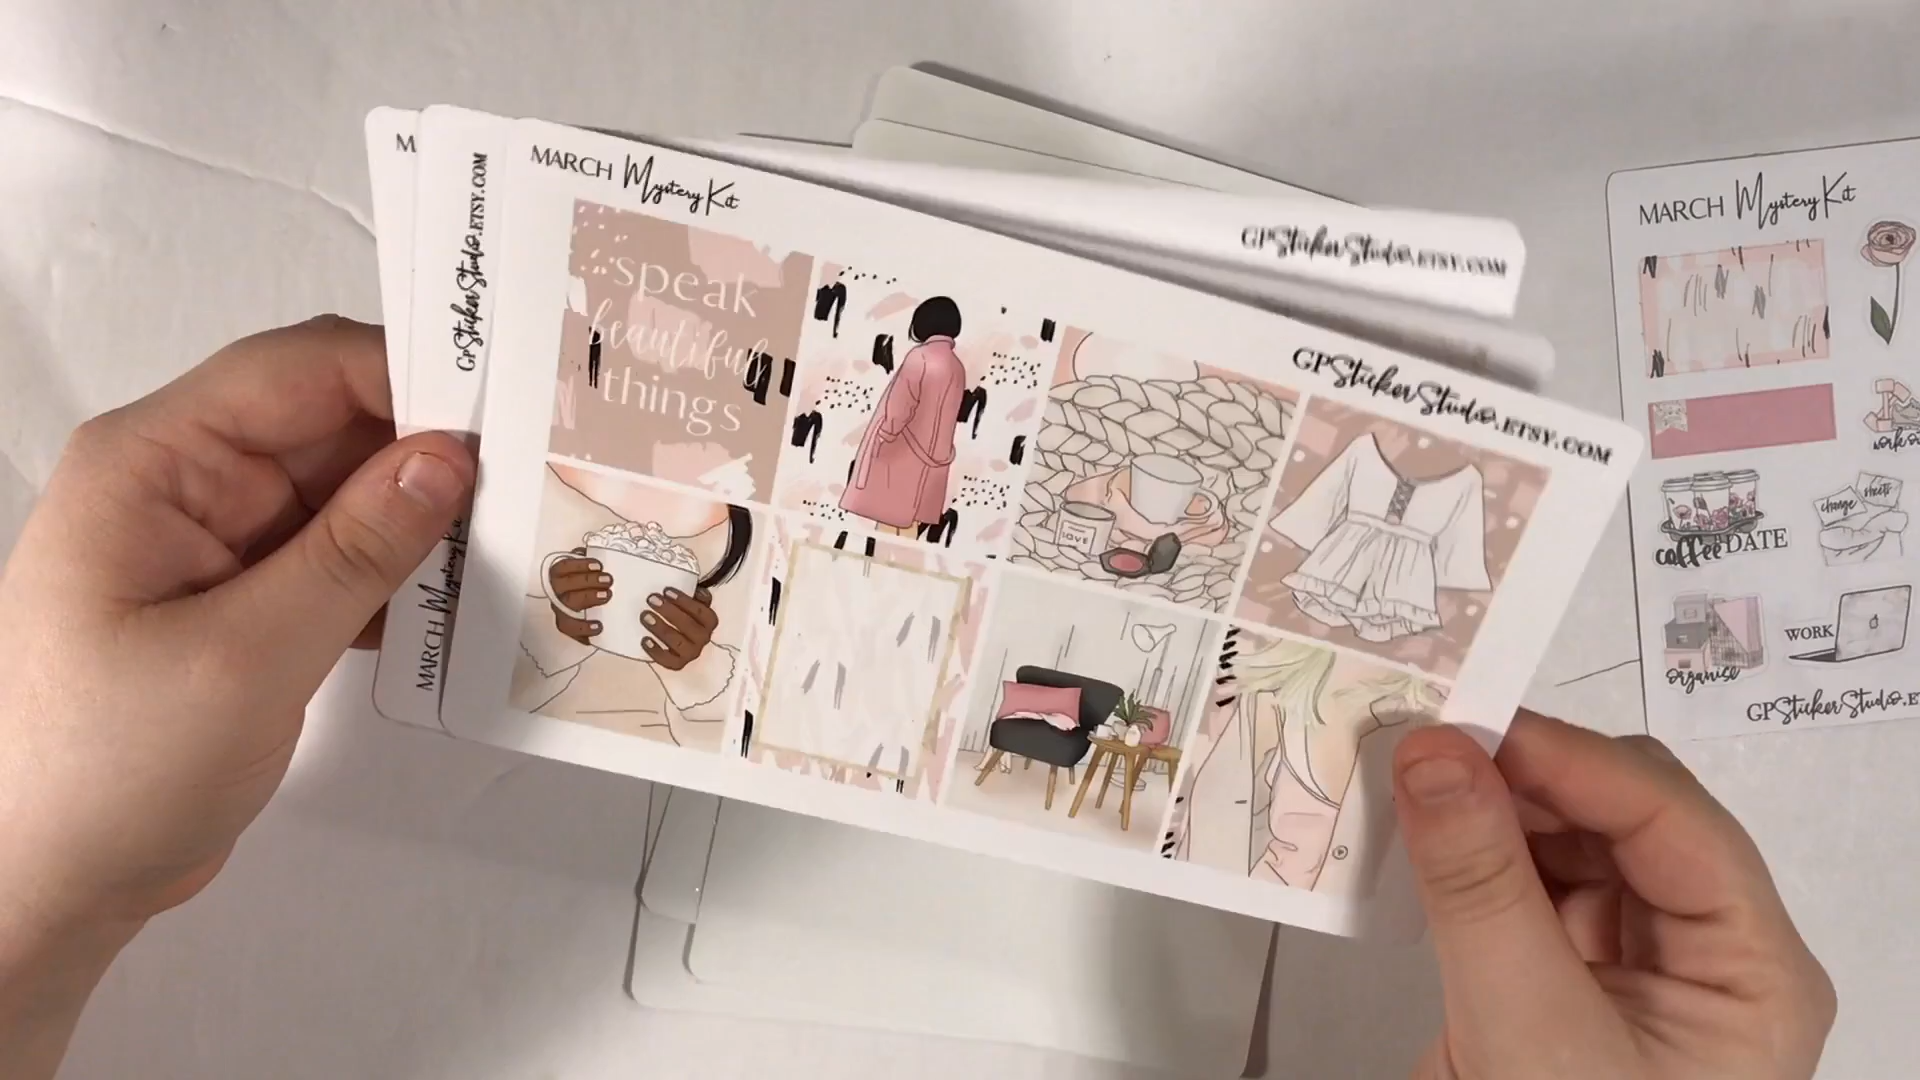 MARCH Mystery Kit
GPStickerStudio.ETSY.COM
speak
beautiful
things
LOVE
GPStickerStudio.ETSY.COM
GPStickerStudio.ETSY.COM
MARCH Mystery
M
MARCH Mystery Kit
coffee DATE
change sheets
organise
WORK
GPStickerStudio.E